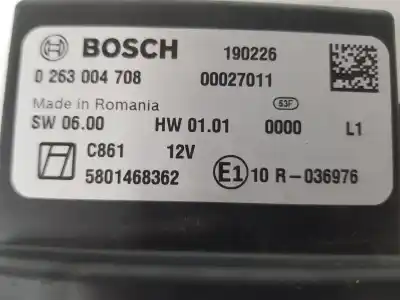 BOSCH 190226
0 263 004 708 00027011
Made in Romania 53F
SW 06.00 HW 01.01 0000 L1
C861 12V
5801468362 E1 10 R-036976